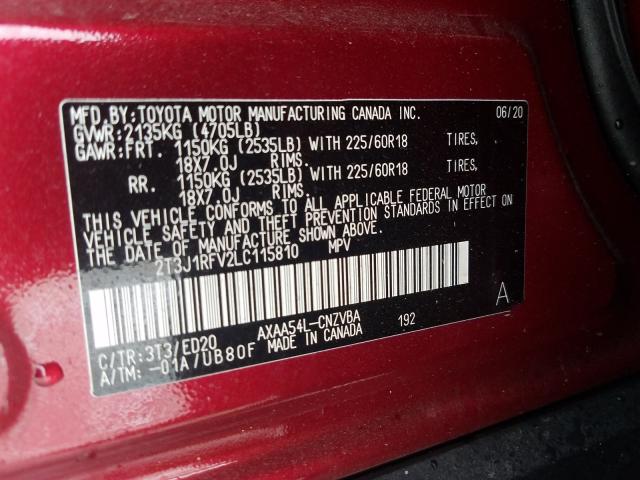 MFD.BY:TOYOTA MOTOR MANUFACTURING CANADA INC. 06/20
GVWR:2135KG (4705LB)
GAWR:FRT. 1150KG (2535LB) WITH 225/60R18 TIRES,
18X7.0J RIMS.
RR. 1150KG (2535LB) WITH 225/60R18 TIRES,
18X7.0J RIMS.
THIS VEHICLE CONFORMS TO ALL APPLICABLE FEDERAL MOTOR
VEHICLE SAFETY AND THEFT PREVENTION STANDARDS IN EFFECT ON
THE DATE OF MANUFACTURE SHOWN ABOVE.
2T3J1RFV2LC115810 MPV
A
C/TR:3T3/ED20 AXAA54L-CNZVBA 192
A/TM:-01A/UB80F MADE IN CANADA